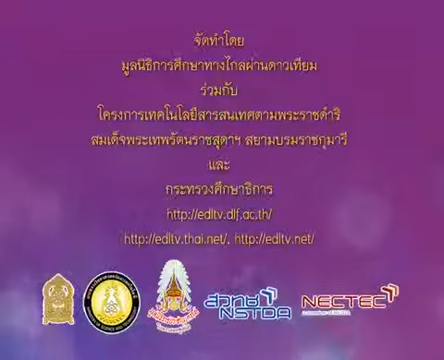 จัดทำโดย
มูลนิธิการศึกษาทางไกลผ่านดาวเทียม
ร่วมกับ
โครงการเทคโนโลยีสารสนเทศตามพระราชดำริ
สมเด็จพระเทพรัตนราชสุดาฯ สยามบรมราชกุมารี
และ
กระทรวงศึกษาธิการ
http://edltv.dlf.ac.th/
http://edltv.thai.net/, http://edltv.net/
สวทช NECTEC
NSTDA